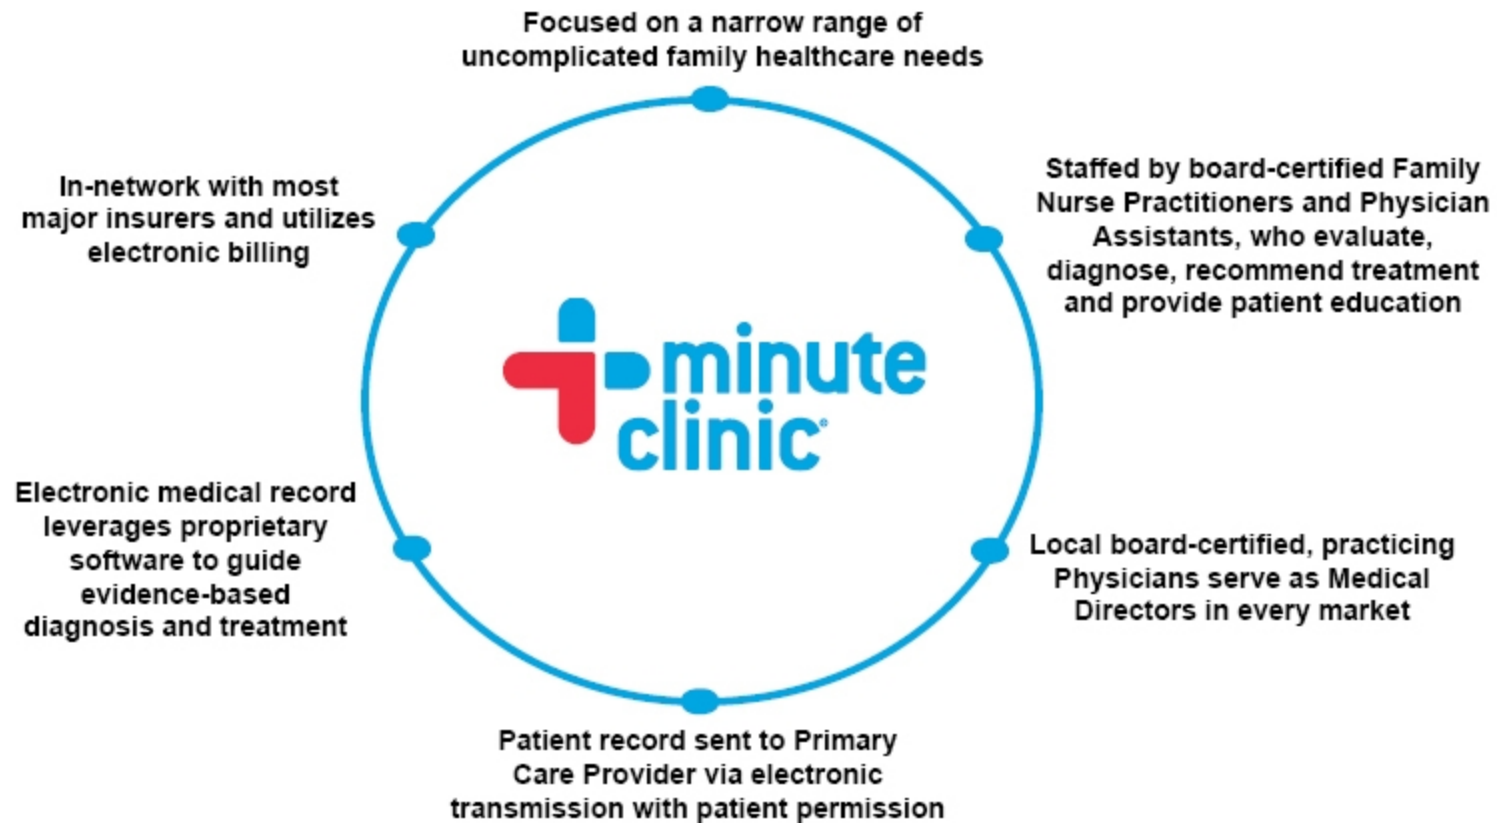 Focused on a narrow range of
uncomplicated family healthcare needs
Staffed by board-certified Family
Nurse Practitioners and Physician
Assistants, who evaluate,
diagnose, recommend treatment
and provide patient education
Local board-certified, practicing
Physicians serve as Medical
Directors in every market
Patient record sent to Primary
Care Provider via electronic
transmission with patient permission
Electronic medical record
leverages proprietary
software to guide
evidence-based
diagnosis and treatment
In-network with most
major insurers and utilizes
electronic billing
minute
clinic®